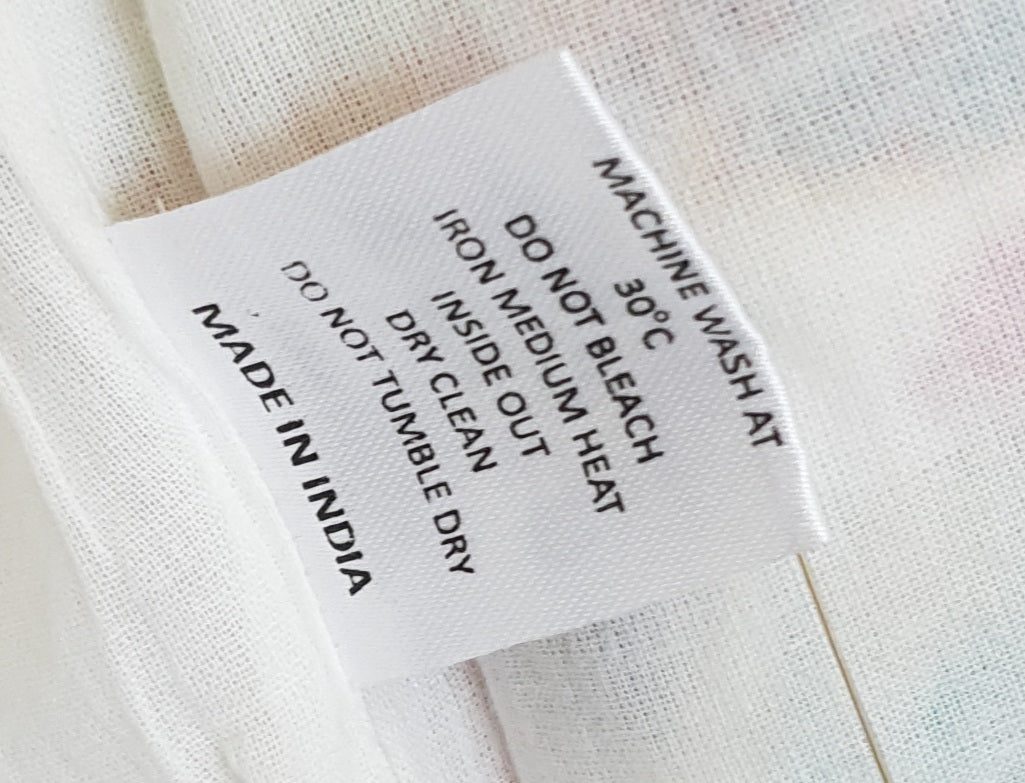 MACHINE WASH AT
30°C
DO NOT BLEACH
IRON MEDIUM HEAT
INSIDE OUT
DRY CLEAN
DO NOT TUMBLE DRY
MADE IN INDIA